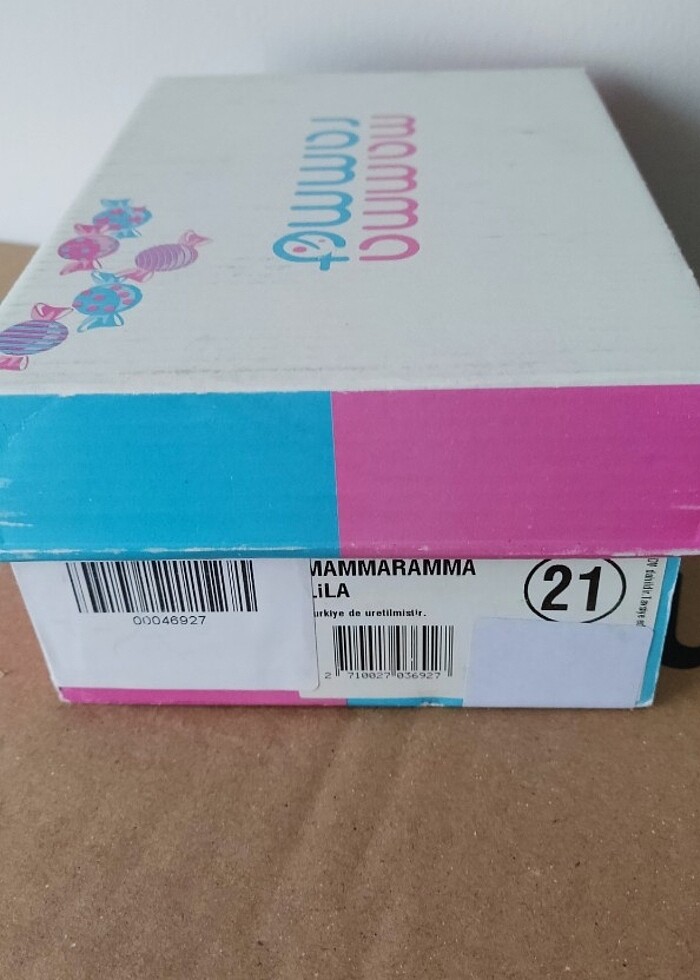 mamma
ramma
00046927
MAMMARAMMA
LiLA
urkiye de uretilmistir.
21
2 710027 036927